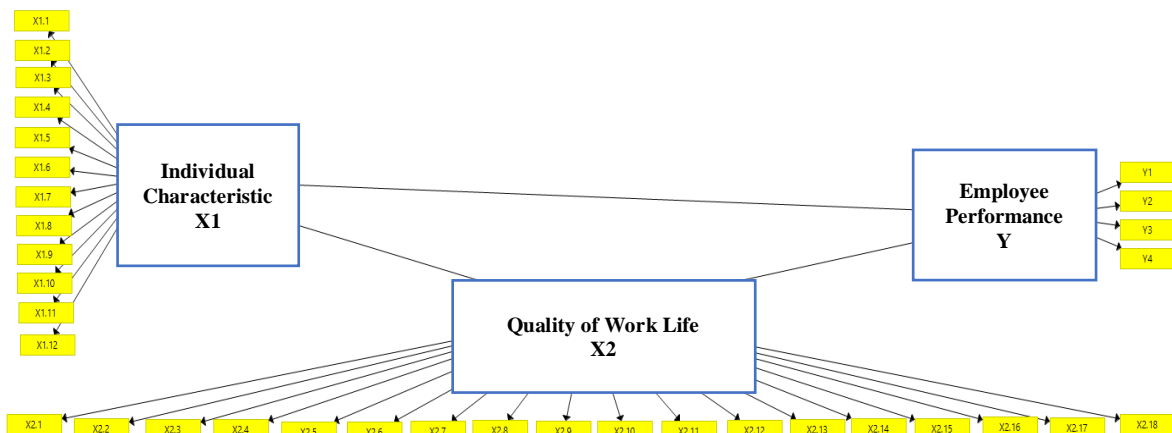 X1.1
X1.2
X1.3
X1.4
X1.5
X1.6
X1.7
X1.8
X1.9
X1.10
X1.11
X1.12
Individual
Characteristic
X1
Employee
Performance
Y
Y1
Y2
Y3
Y4
Quality of Work Life
X2
X2.1
X2.2
X2.3
X2.4
X2.5
X2.6
X2.7
X2.8
X2.9
X2.10
X2.11
X2.12
X2.13
X2.14
X2.15
X2.16
X2.17
X2.18